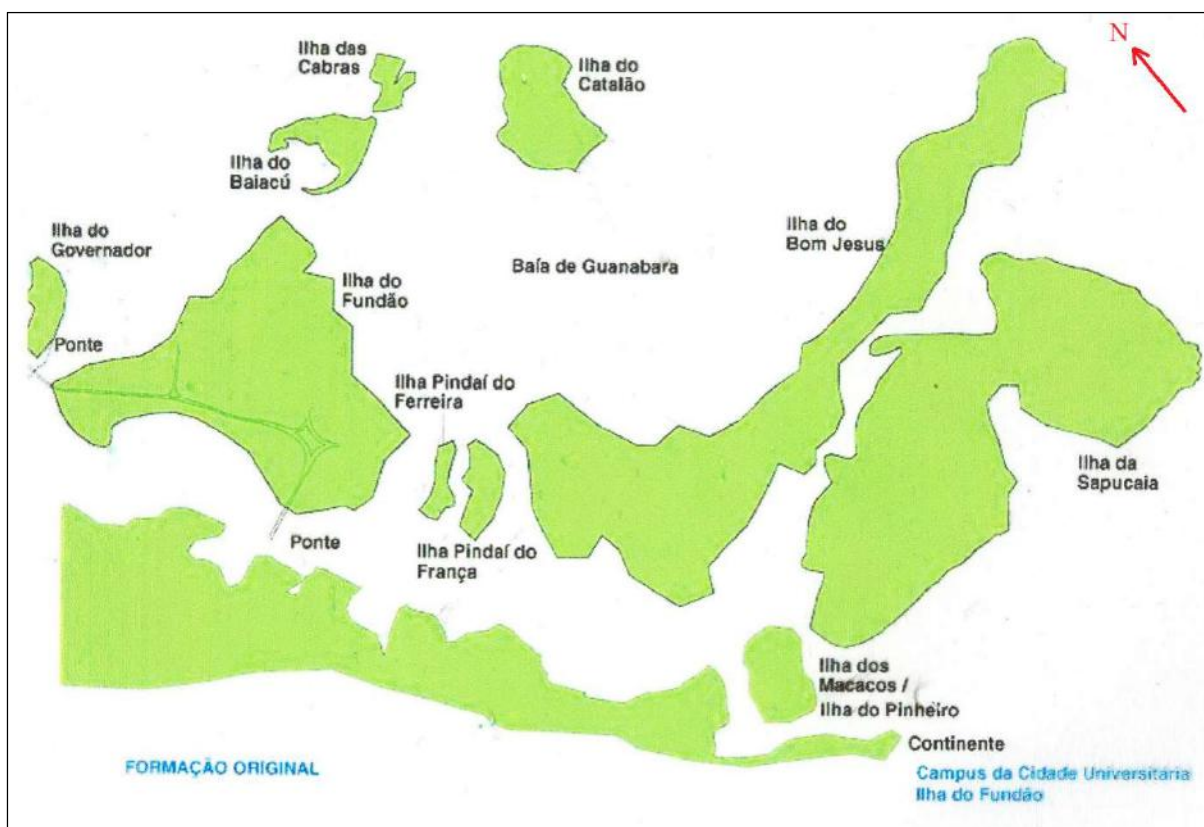 N
Ilha das
Cabras
Ilha do
Catalão
Ilha do
Baiacú
Ilha do
Governador
Ilha do
Bom Jesus
Baía de Guanabara
Ilha do
Fundão
Ponte
Ilha Pindaí do
Ferreira
Ilha da
Sapucaia
Ponte
Ilha Pindaí do
França
Ilha dos
Macacos /
Ilha do Pinheiro
Continente
FORMAÇÃO ORIGINAL
Campus da Cidade Universitária
Ilha do Fundão